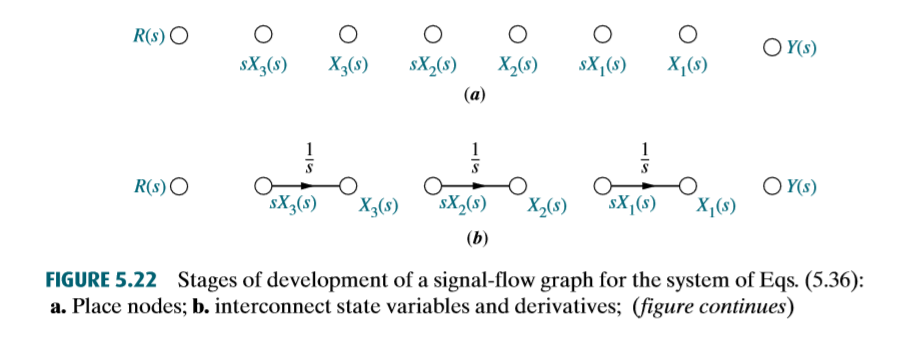 R(s) Y(s)
sX₃(s) X₃(s) sX₂(s) X₂(s) sX₁(s) X₁(s)
(a)
1/s 1/s 1/s
R(s) Y(s)
sX₃(s) X₃(s) sX₂(s) X₂(s) sX₁(s) X₁(s)
(b)
FIGURE 5.22 Stages of development of a signal-flow graph for the system of Eqs. (5.36):
a. Place nodes; b. interconnect state variables and derivatives; (figure continues)